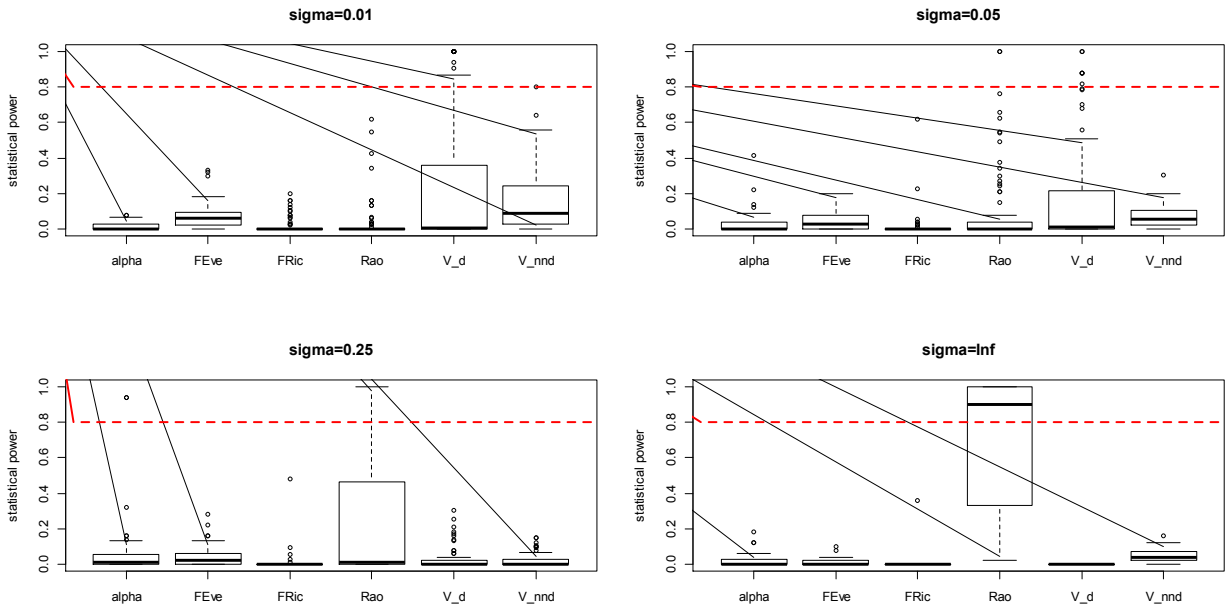 sigma=0.01
statistical power
0.0 0.2 0.4 0.6 0.8 1.0
alpha FEve FRic Rao V_d V_nnd
sigma=0.05
statistical power
0.0 0.2 0.4 0.6 0.8 1.0
alpha FEve FRic Rao V_d V_nnd
sigma=0.25
statistical power
0.0 0.2 0.4 0.6 0.8 1.0
alpha FEve FRic Rao V_d V_nnd
sigma=Inf
statistical power
0.0 0.2 0.4 0.6 0.8 1.0
alpha FEve FRic Rao V_d V_nnd